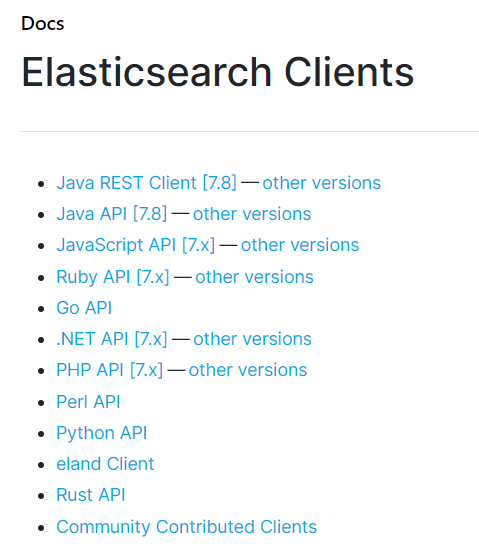 Docs
Elasticsearch Clients
Java REST Client [7.8] — other versions
Java API [7.8] — other versions
JavaScript API [7.x] — other versions
Ruby API [7.x] — other versions
Go API
.NET API [7.x] — other versions
PHP API [7.x] — other versions
Perl API
Python API
eland Client
Rust API
Community Contributed Clients